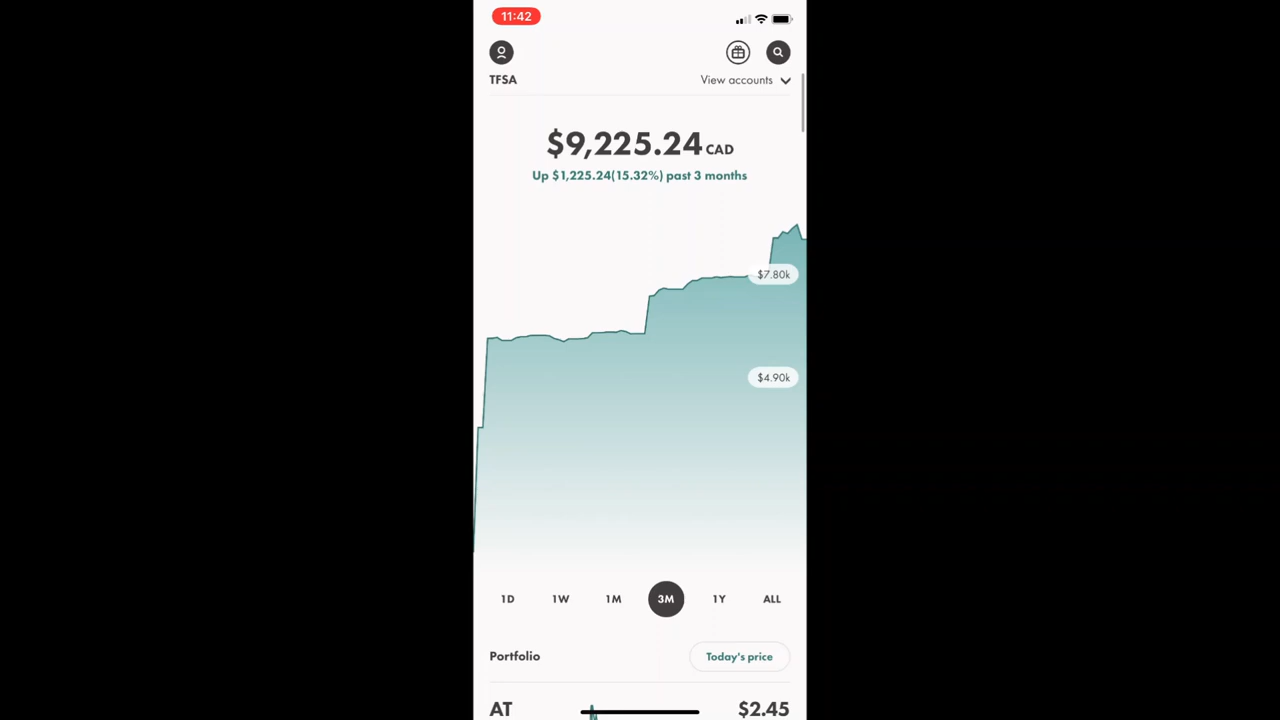 11:42
TFSA
View accounts
$9,225.24 CAD
Up $1,225.24(15.32%) past 3 months
$7.80k
$4.90k
1D 1W 1M 3M 1Y ALL
Portfolio
Today's price
AT
$2.45